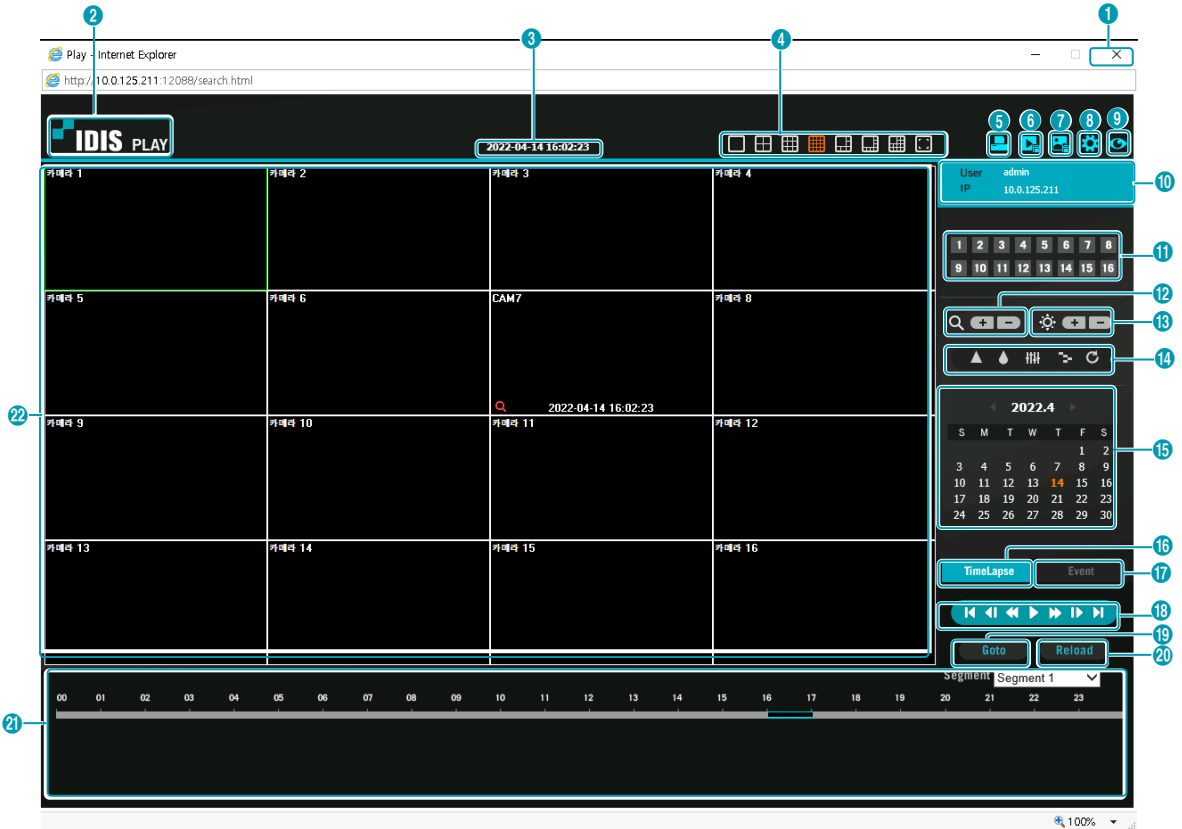 2
1
3
4
Play - Internet Explorer
http://10.0.125.211:12088/search.html
IDIS PLAY
2022-04-14 16:02:23
5 6 7 8 9
카메라 1
카메라 2
카메라 3
카메라 4
User admin
IP 10.0.125.211
10
1 2 3 4 5 6 7 8
9 10 11 12 13 14 15 16
11
카메라 5
카메라 6
CAM7
카메라 8
12
13
14
2022-04-14 16:02:23
22
카메라 9
카메라 10
카메라 11
카메라 12
2022.4
S M T W T F S
1 2
3 4 5 6 7 8 9
10 11 12 13 14 15 16
17 18 19 20 21 22 23
24 25 26 27 28 29 30
15
카메라 13
카메라 14
카메라 15
카메라 16
16
TimeLapse Event
17
18
19
Goto Reload
20
Segment Segment 1
00 01 02 03 04 05 06 07 08 09 10 11 12 13 14 15 16 17 18 19 20 21 22 23
21
100%